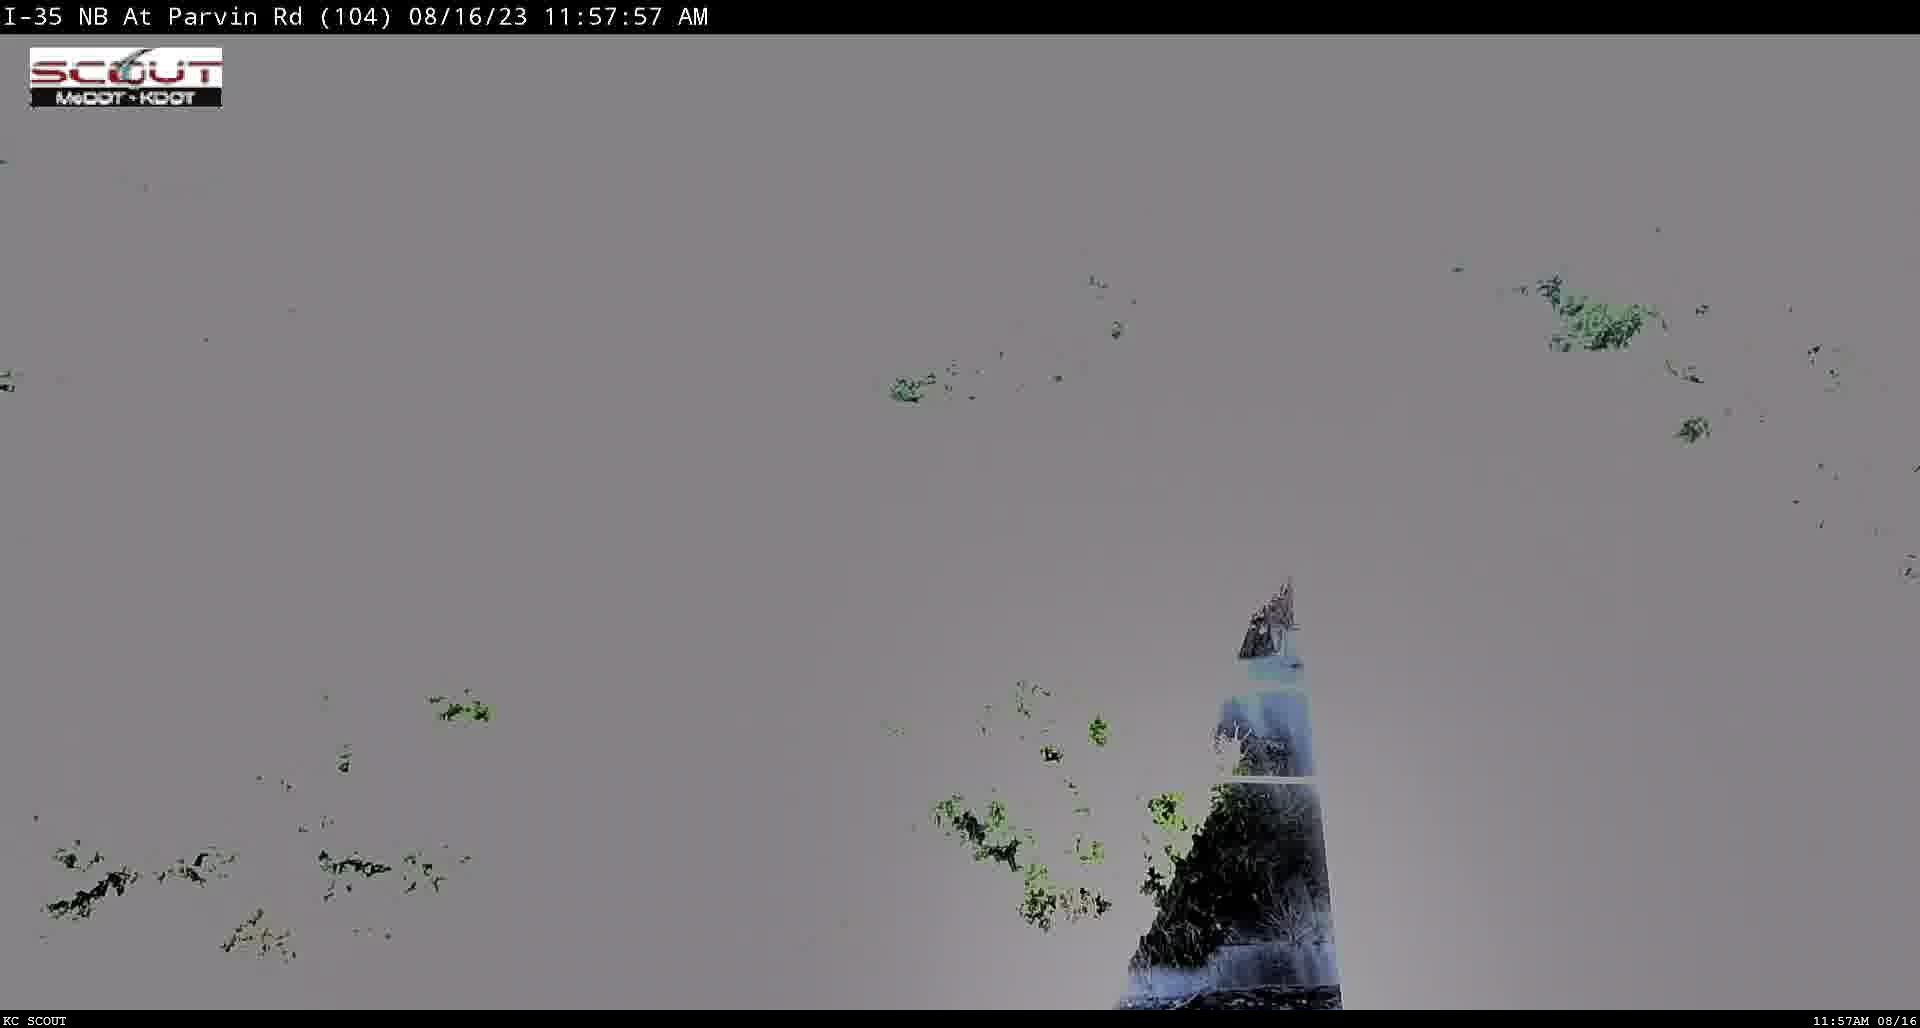 I-35 NB At Parvin Rd (104) 08/16/23 11:57:57 AM
SCOUT
MoDOT - KDOT
KC SCOUT
11:57AM 08/16